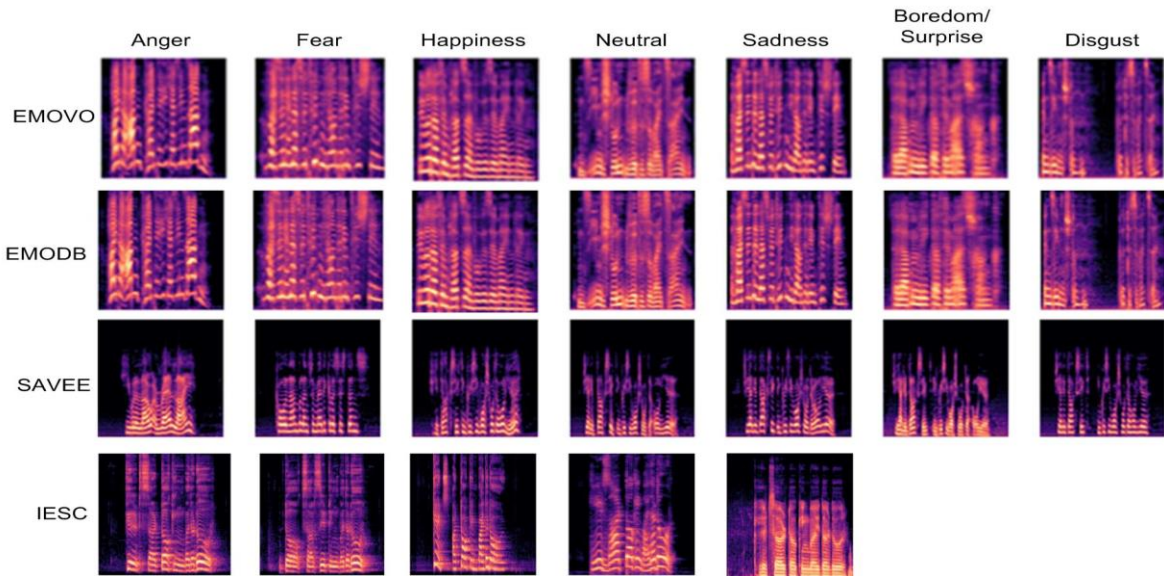 Anger Fear Happiness Neutral Sadness Boredom/ Surprise Disgust
EMOVO
EMODB
SAVEE
IESC